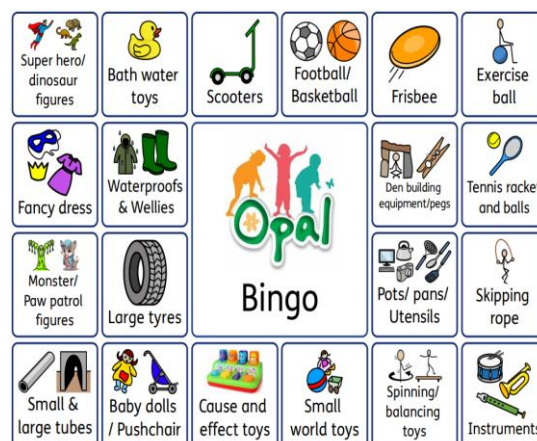 Super hero/
dinosaur
figures
Bath water
toys
Scooters
Football/
Basketball
Frisbee
Exercise
ball
Fancy dress
Waterproofs
& Wellies
Opal
Bingo
Den building
equipment/pegs
Tennis racket
and balls
Monster/
Paw patrol
figures
Large tyres
Pots/ pans/
Utensils
Skipping
rope
Small &
large tubes
Baby dolls
/ Pushchair
Cause and
effect toys
Small
world toys
Spinning/
balancing
toys
Instruments